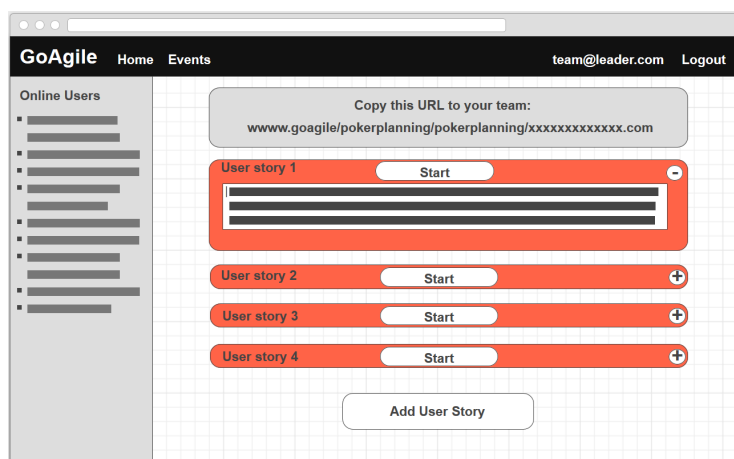 GoAgile Home Events team@leader.com Logout
Online Users
Copy this URL to your team:
wwww.goagile/pokerplanning/pokerplanning/xxxxxxxxxxxxx.com
User story 1 Start -
User story 2 Start +
User story 3 Start +
User story 4 Start +
Add User Story